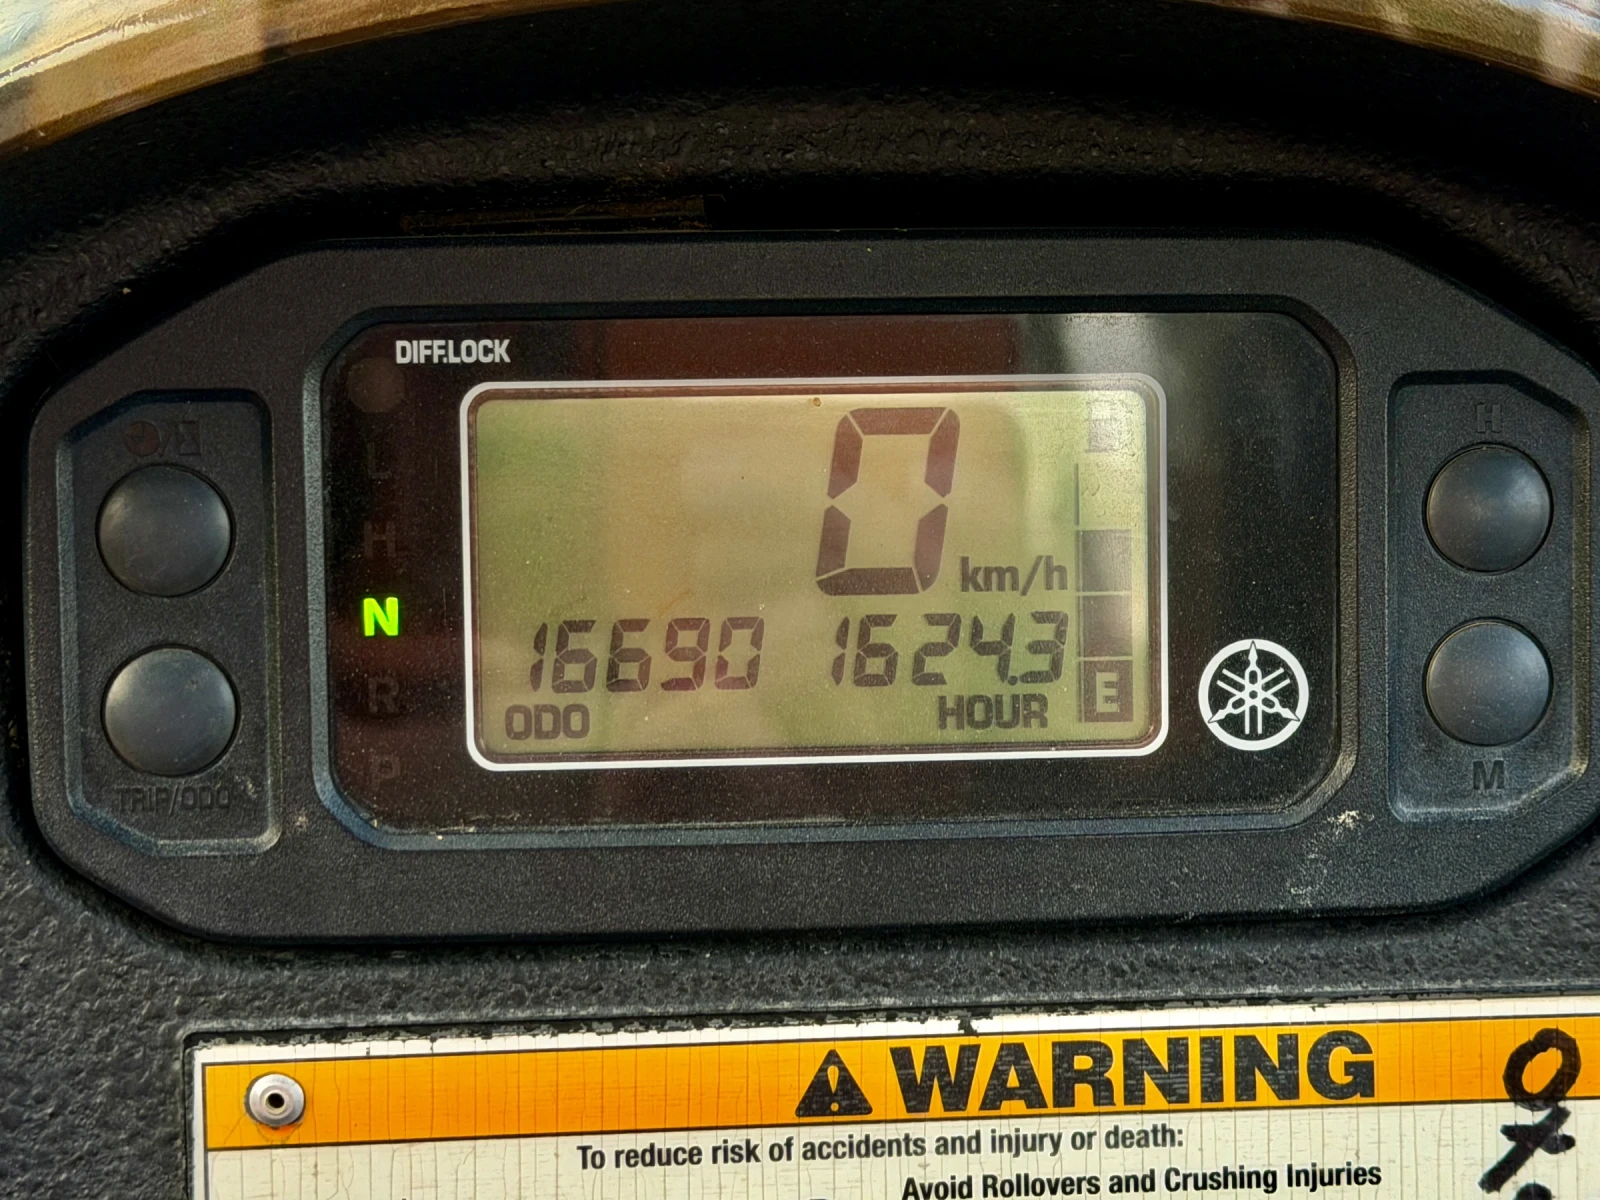 DIFF.LOCK
L
H
N
R
P
TRIP/ODO
0
km/h
16690 1624.3
ODO HOUR
E
H
M
WARNING
To reduce risk of accidents and injury or death:
Avoid Rollovers and Crushing Injuries